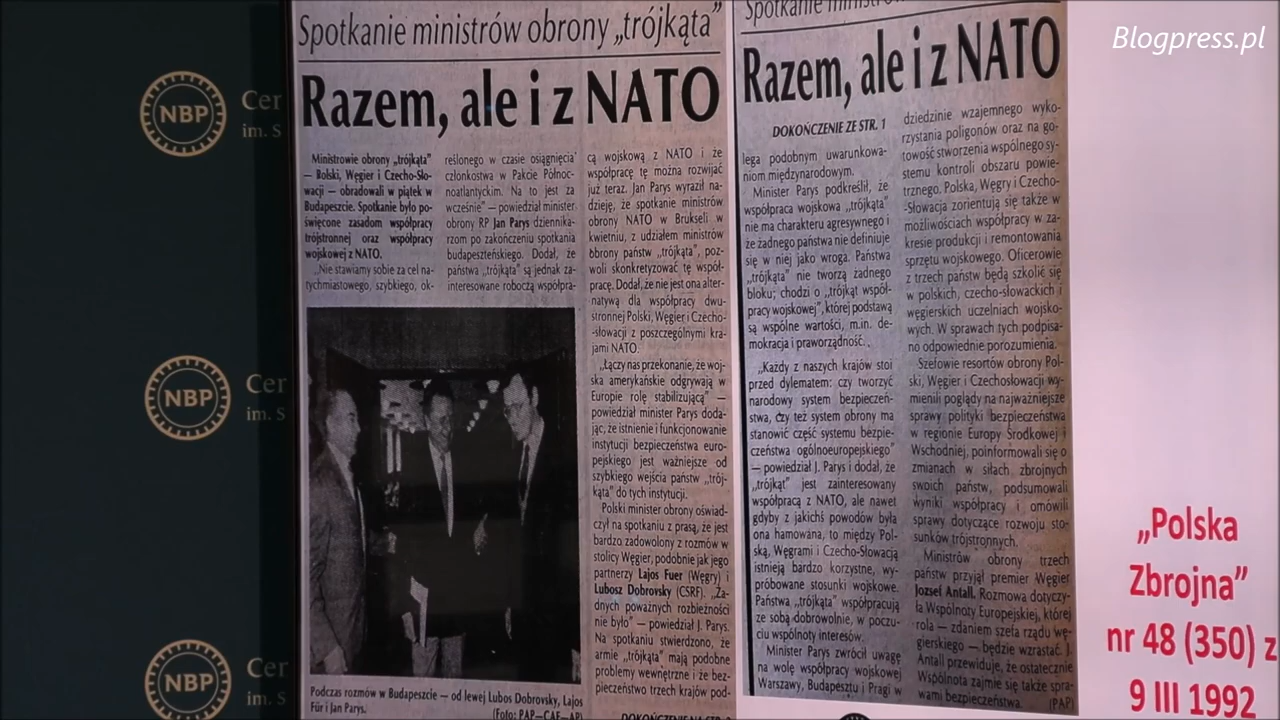 Blogpress.pl
NBP
Cer
im. S
NBP
Cer
im. S
NBP
Cer
im. S
Spotkanie ministrów obrony „trójkąta”
Razem, ale i z NATO
Ministrowie obrony „trójkąta”
— Polski, Węgier i Czecho-Sło-
wacji — obradowali w piątek w
Budapeszcie. Spotkanie było po-
święcone zasadom współpracy
trójstronnej oraz współpracy
wojskowej z NATO.
„Nie stawiamy sobie za cel na-
tychmiastowego, szybkiego, ok-
reślonego w czasie osiągnięcia
członkostwa w Pakcie Północ-
noatlantyckim. Na to jest za
wcześnie” — powiedział minister
obrony RP Jan Parys dziennika-
rzom po zakończeniu spotkania
budapeszteńskiego. Dodał, że
państwa „trójkąta” są jednak za-
interesowane roboczą współpra-
cą wojskową z NATO i że
współpracę tę można rozwijać
już teraz. Jan Parys wyraził na-
dzieję, że spotkanie ministrów
obrony NATO w Brukseli w
kwietniu, z udziałem ministrów
obrony państw „trójkąta”, poz-
woli skonkretyzować tę współ-
pracę. Dodał, że nie jest ona alter-
natywą dla współpracy dwu-
stronnej Polski, Węgier i Czecho-
-słowacji z poszczególnymi kra-
jami NATO.
„Łączy nas przekonanie, że woj-
ska amerykańskie odgrywają w
Europie rolę stabilizującą” —
powiedział minister Parys doda-
jąc, że istnienie i funkcjonowanie
instytucji bezpieczeństwa euro-
pejskiego jest ważniejsze od
szybkiego wejścia państw „trój-
kąta” do tych instytucji.
Polski minister obrony oświad-
czył na spotkaniu z prasą, że jest
bardzo zadowolony z rozmów w
stolicy Węgier, podobnie jak jego
partnerzy Lajos Fuer (Węgry) i
Lubosz Dobrovsky (CSRF). „Ża-
dnych poważnych rozbieżności
nie było” — powiedział J. Parys.
Na spotkaniu stwierdzono, że
armie „trójkąta” mają podobne
problemy wewnętrzne i że bez-
pieczeństwo trzech krajów pod-
DOKOŃCZENIE NA STR.
Podczas rozmów w Budapeszcie — od lewej Lubos Dobrovsky, Lajos
Für i Jan Parys.
(Foto: PAP—CAF—AP)
Spotkanie
Razem, ale i z NATO
DOKOŃCZENIE ZE STR. 1
lega podobnym uwarunkowa-
niom międzynarodowym.
Minister Parys podkreślił, że
współpraca wojskowa „trójkąta”
nie ma charakteru agresywnego i
że żadnego państwa nie definiuje
się w niej jako wroga. Państwa
„trójkąta” nie tworzą żadnego
bloku; chodzi o „trójkąt współ-
pracy wojskowej”, której podstawą
są wspólne wartości, m.in. de-
mokracja i praworządność.
„Każdy z naszych krajów stoi
przed dylematem: czy tworzyć
narodowy system bezpieczeń-
stwa, czy też system obrony ma
stanowić część systemu bezpie-
czeństwa ogólnoeuropejskiego”
— powiedział J. Parys i dodał, że
„trójkąt” jest zainteresowany
współpracą z NATO, ale nawet
gdyby z jakichś powodów była
ona hamowana, to między Pol-
ską, Węgrami i Czecho-Słowacją
istnieją bardzo korzystne, wy-
próbowane stosunki wojskowe.
Państwa „trójkąta” współpracują
ze sobą dobrowolnie, w poczu-
ciu wspólnoty interesów.
Minister Parys zwrócił uwagę
na wolę współpracy wojskowej
Warszawy, Budapesztu i Pragi w
dziedzinie wzajemnego wyko-
rzystania poligonów oraz na go-
towość stworzenia wspólnego sy-
stemu kontroli obszaru powie-
trznego. Polska, Węgry i Czecho-
-Słowacja zorientują się także w
możliwościach współpracy w za-
kresie produkcji i remontowania
sprzętu wojskowego. Oficerowie
z trzech państw będą szkolić się
w polskich, czecho-słowackich i
węgierskich uczelniach wojsko-
wych. W sprawach tych podpisa-
no odpowiednie porozumienia.
Szefowie resortów obrony Pol-
ski, Węgier i Czechosłowacji wy-
mienili poglądy na najważniejsze
sprawy polityki bezpieczeństwa
w regionie Europy Środkowej i
Wschodniej, poinformowali się o
zmianach w siłach zbrojnych
swoich państw, podsumowali
wyniki współpracy i omówili
sprawy dotyczące rozwoju sto-
sunków trójstronnych.
Ministrów obrony trzech
państw przyjął premier Węgier
Jozsef Antall. Rozmowa dotyczy-
ła Wspólnoty Europejskiej, której
rola — zdaniem szefa rządu wę-
gierskiego — będzie wzrastać. J.
Antall przewiduje, że ostatecznie
Wspólnota zajmie się także spra-
wami bezpieczeństwa.
(PAP)
„Polska
Zbrojna”
nr 48 (350) z
9 III 1992